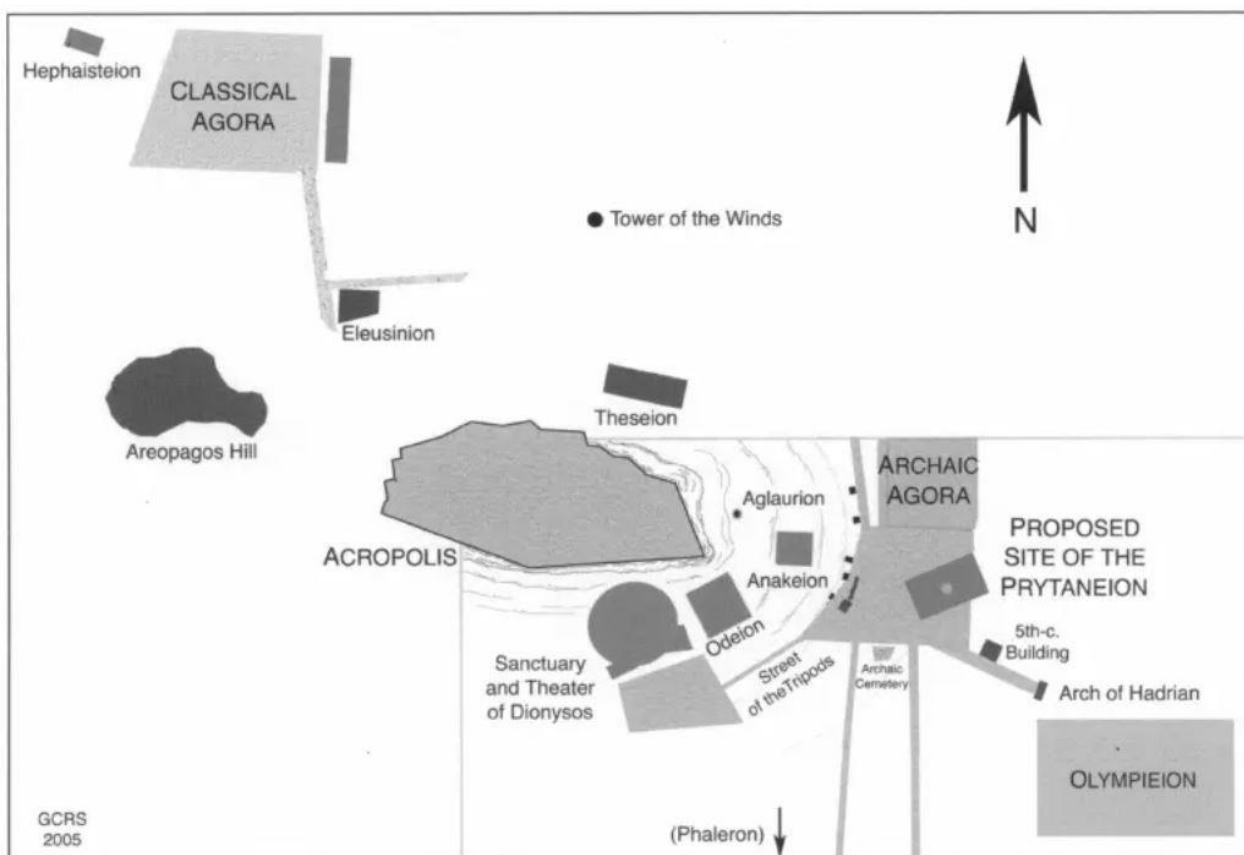 Hephaisteion
CLASSICAL
AGORA
N
Tower of the Winds
Eleusinion
Areopagos Hill
Theseion
ARCHAIC
AGORA
Aglaurion
ACROPOLIS
Anakeion
PROPOSED
SITE OF THE
PRYTANEION
Odeion
Sanctuary
and Theater
of Dionysos
Street
of the Tripods
Archaic
Cemetery
5th-c.
Building
Arch of Hadrian
OLYMPIEION
GCRS
2005
(Phaleron)